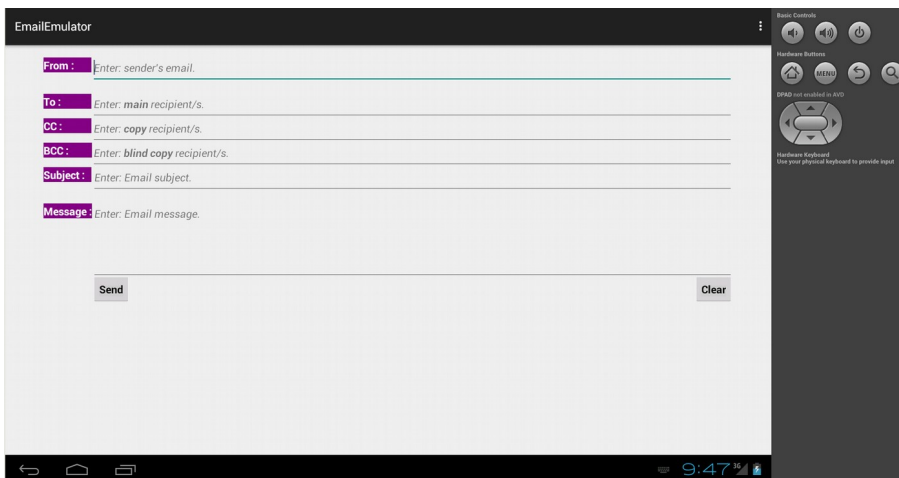 EmailEmulator
From :
Enter: sender's email.
To :
Enter: main recipient/s.
CC :
Enter: copy recipient/s.
BCC :
Enter: blind copy recipient/s.
Subject :
Enter: Email subject.
Message :
Enter: Email message.
Send
Clear
9:47
3G
Basic Controls
Hardware Buttons
MENU
DPAD not enabled in AVD
Hardware Keyboard
Use your physical keyboard to provide input